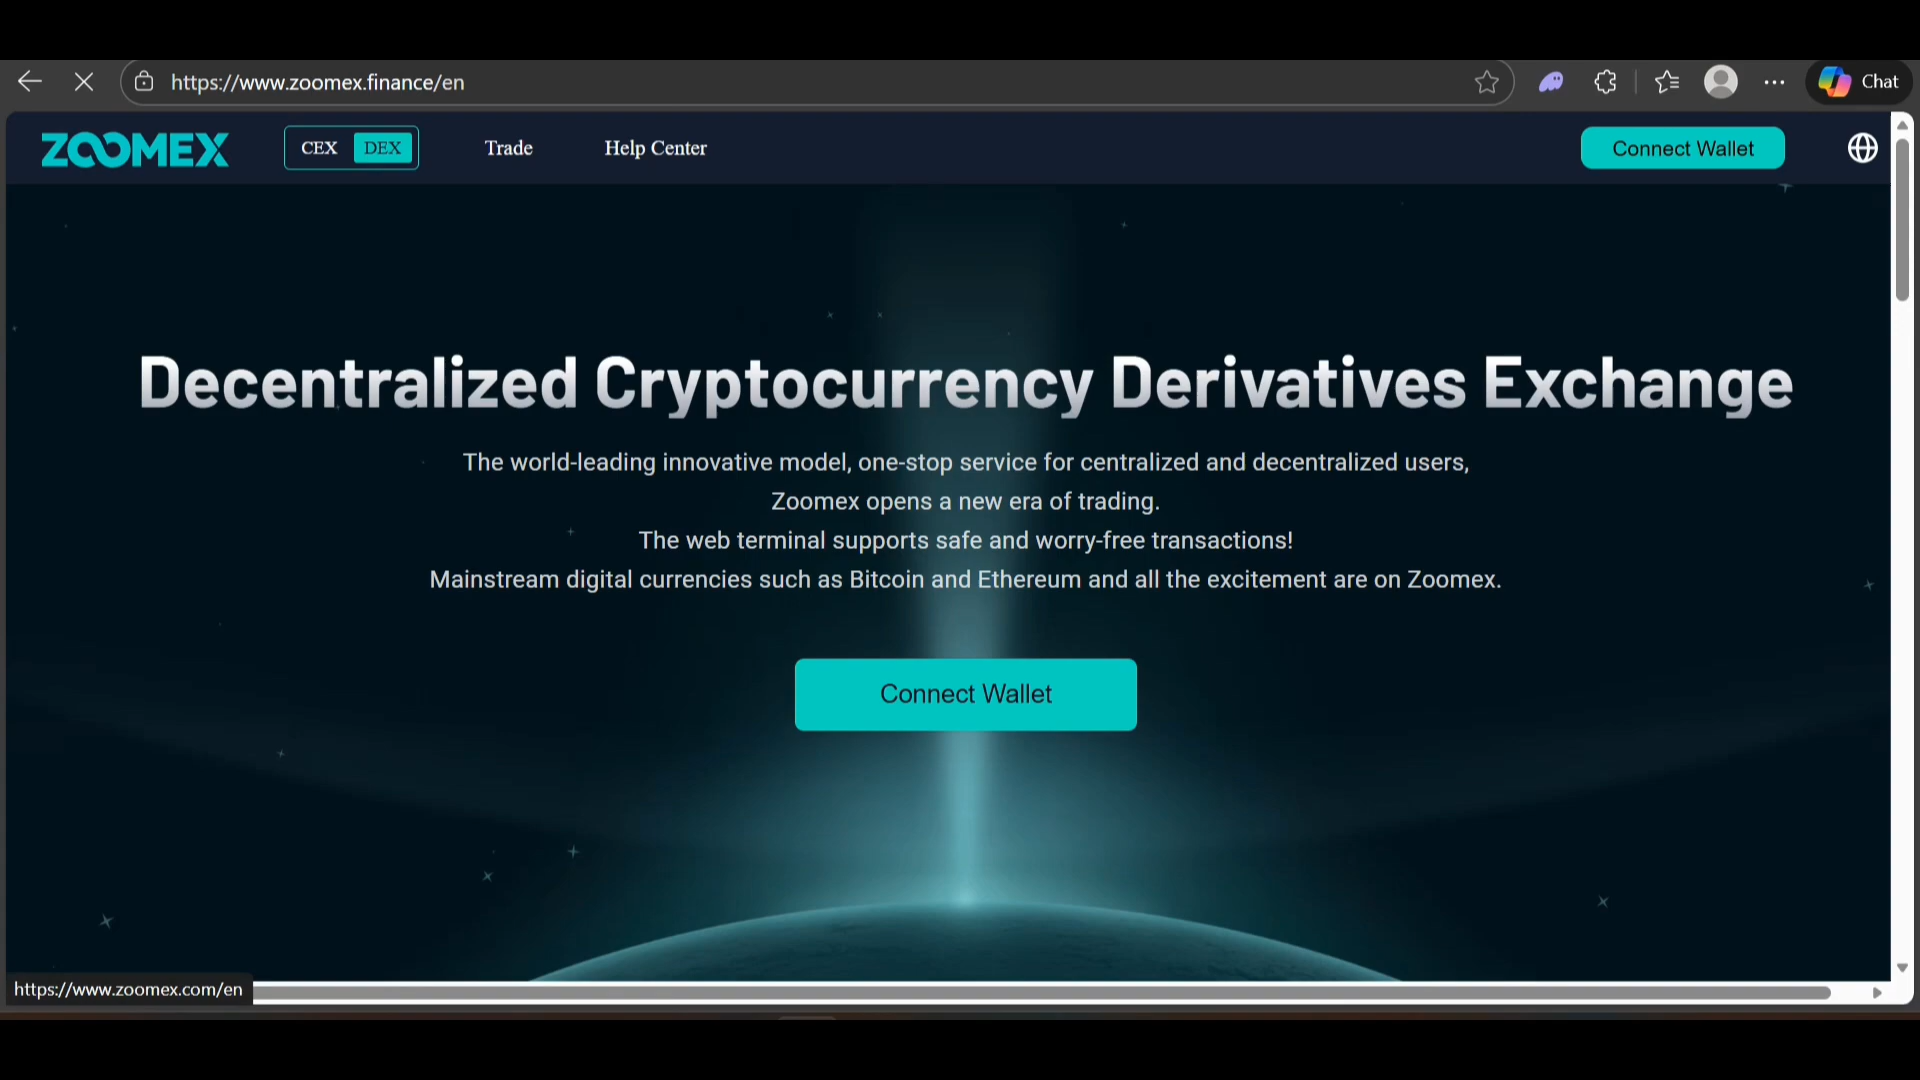 https://www.zoomex.finance/en
Chat
ZOOMEX
CEX DEX
Trade
Help Center
Connect Wallet
Decentralized Cryptocurrency Derivatives Exchange
The world-leading innovative model, one-stop service for centralized and decentralized users,
Zoomex opens a new era of trading.
The web terminal supports safe and worry-free transactions!
Mainstream digital currencies such as Bitcoin and Ethereum and all the excitement are on Zoomex.
Connect Wallet
https://www.zoomex.com/en